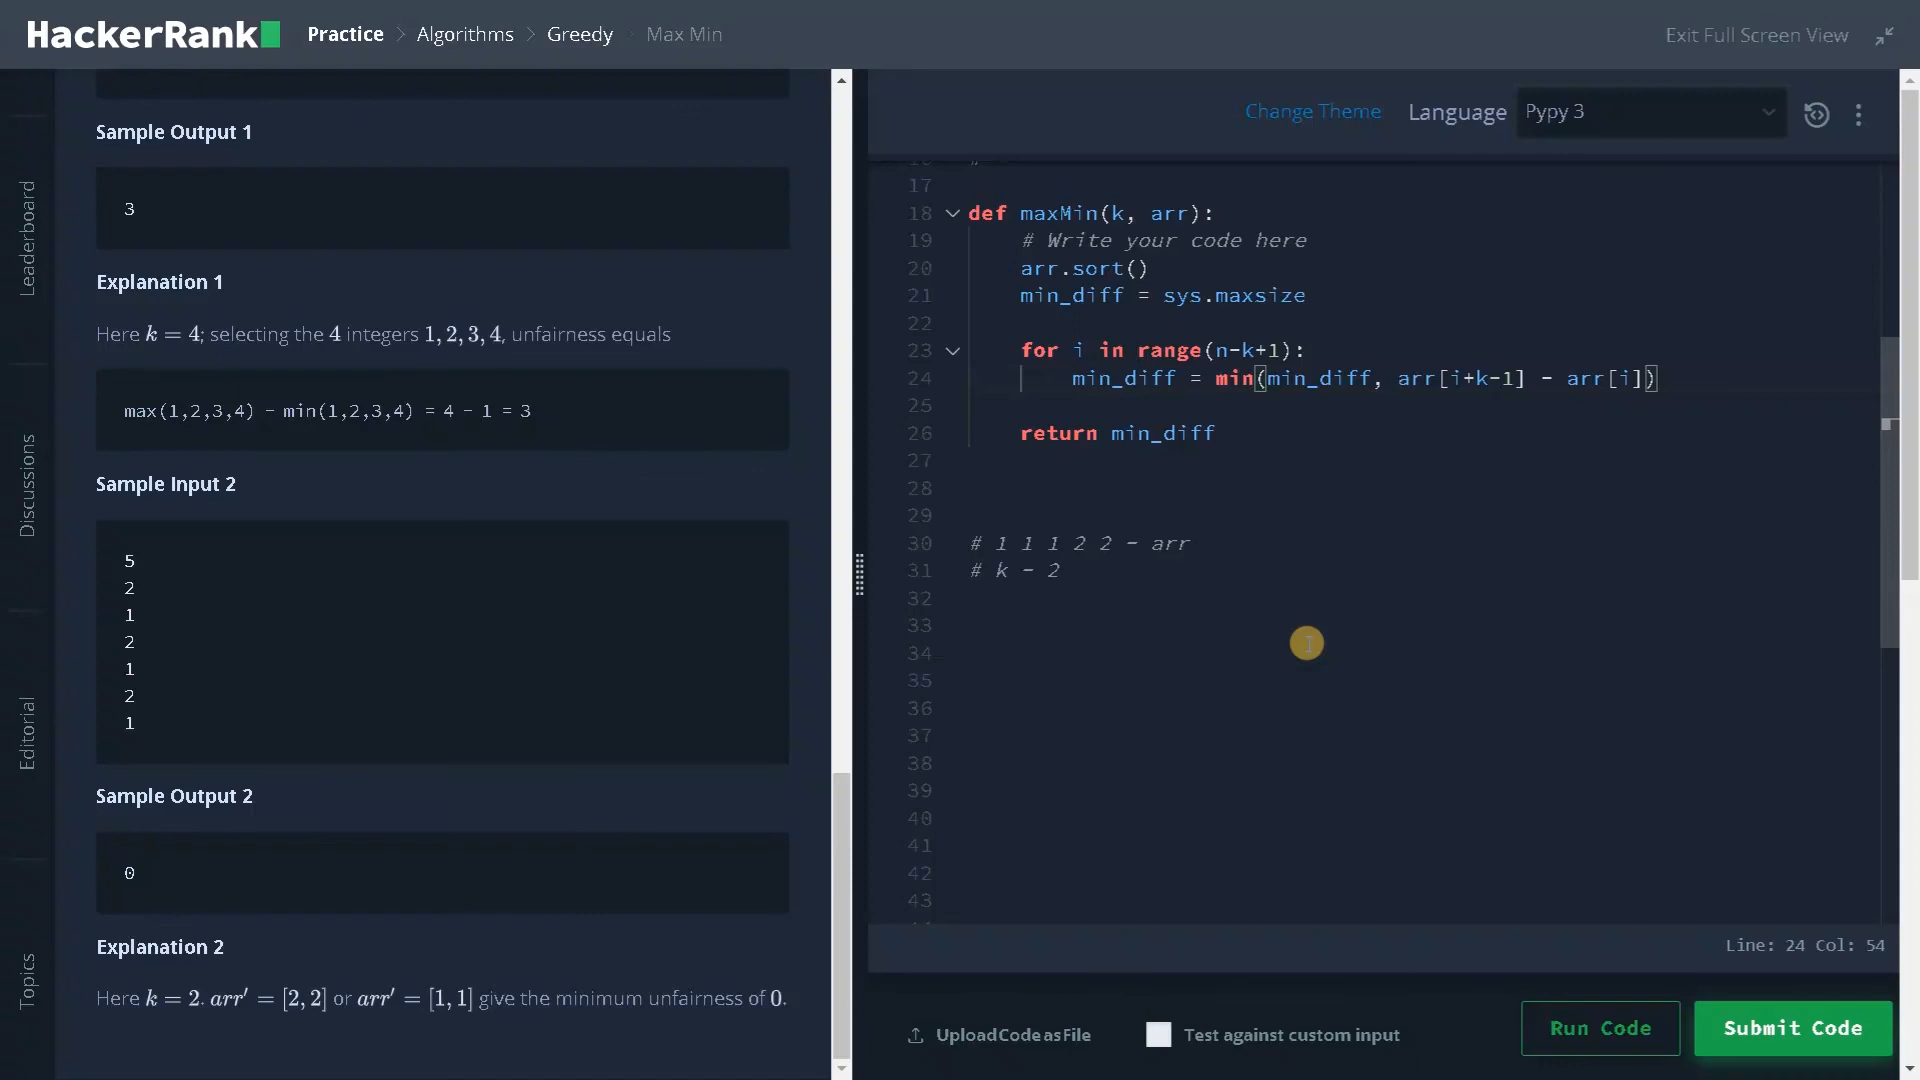 HackerRank
Practice > Algorithms > Greedy > Max Min
Exit Full Screen View
Leaderboard
Discussions
Editorial
Topics
Sample Output 1
3
Explanation 1
Here k = 4; selecting the 4 integers 1, 2, 3, 4, unfairness equals
max(1,2,3,4) - min(1,2,3,4) = 4 - 1 = 3
Sample Input 2
5
2
1
2
1
2
1
Sample Output 2
0
Explanation 2
Here k = 2. arr' = [2, 2] or arr' = [1, 1] give the minimum unfairness of 0.
Change Theme
Language
Pypy 3
17
18 def maxMin(k, arr):
19 # Write your code here
20 arr.sort()
21 min_diff = sys.maxsize
22
23 for i in range(n-k+1):
24 min_diff = min(min_diff, arr[i+k-1] - arr[i])
25
26 return min_diff
27
28
29
30 # 1 1 1 2 2 - arr
31 # k - 2
32
33
34
35
36
37
38
39
40
41
42
43
Line: 24 Col: 54
Upload Code as File
Test against custom input
Run Code
Submit Code